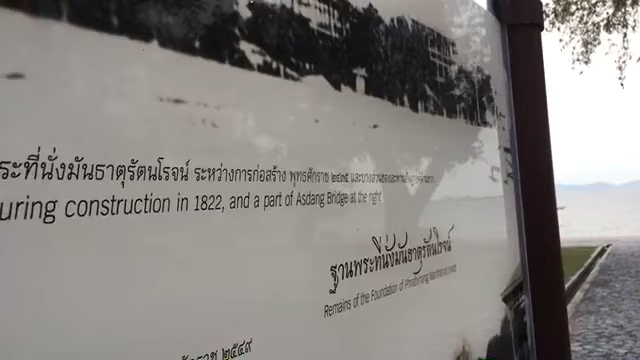 ระที่นั่งมันธาตุรัตนโรจน์ ระหว่างการก่อสร้าง พุทธศักราช ๒๔๓๕ และบางส่วนของสะพานอัษฎางค์
uring construction in 1822, and a part of Asdang Bridge at the right
ฐานพระที่นั่งมันธาตุรัตนโรจน์
Remains of the Foundation of Phrathinang
๒๕๔๙